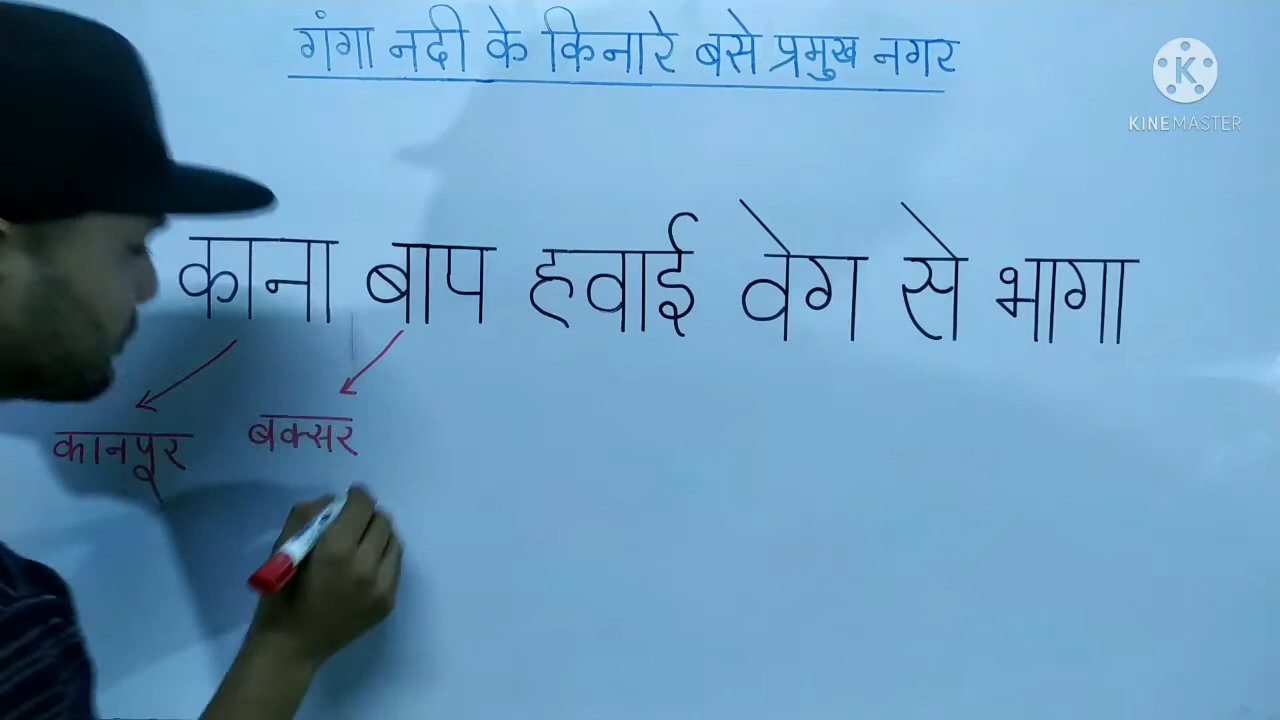 गंगा नदी के किनारे बसे प्रमुख नगर
K
KINEMASTER
काना बाप हवाई वेग से भागा
कानपूर बक्सर